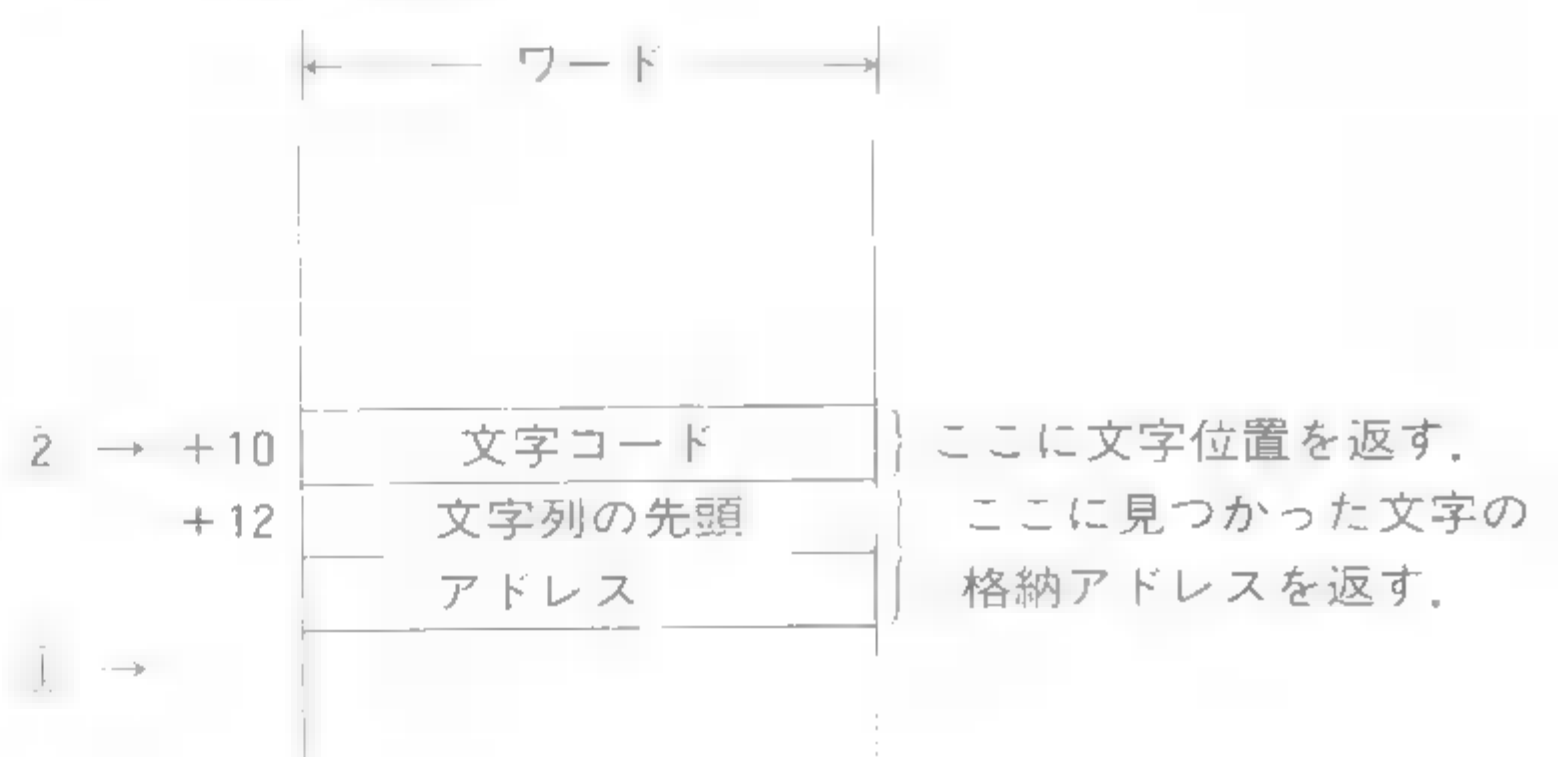 ワード
2 → +10 文字コード ここに文字位置を返す.
+12 文字列の先頭 ここに見つかった文字の
アドレス 格納アドレスを返す.
1 →